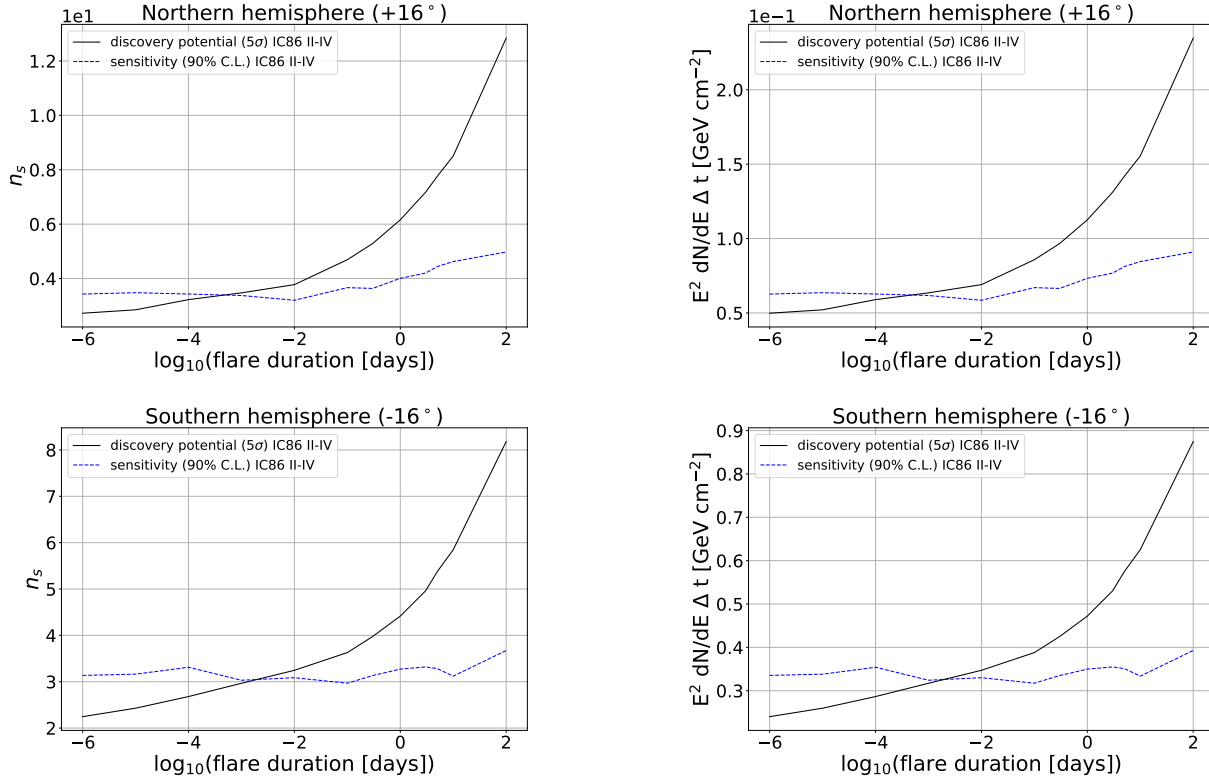 Northern hemisphere (+16°)
1e1
discovery potential (5σ) IC86 II-IV
sensitivity (90% C.L.) IC86 II-IV
1.2
1.0
0.8
0.6
0.4
n_s
−6 −4 −2 0 2
log₁₀(flare duration [days])
Northern hemisphere (+16°)
1e−1
discovery potential (5σ) IC86 II-IV
sensitivity (90% C.L.) IC86 II-IV
2.0
1.5
1.0
0.5
E² dN/dE Δ t [GeV cm⁻²]
−6 −4 −2 0 2
log₁₀(flare duration [days])
Southern hemisphere (-16°)
discovery potential (5σ) IC86 II-IV
sensitivity (90% C.L.) IC86 II-IV
8
7
6
5
4
3
2
n_s
−6 −4 −2 0 2
log₁₀(flare duration [days])
Southern hemisphere (-16°)
discovery potential (5σ) IC86 II-IV
sensitivity (90% C.L.) IC86 II-IV
0.9
0.8
0.7
0.6
0.5
0.4
0.3
E² dN/dE Δ t [GeV cm⁻²]
−6 −4 −2 0 2
log₁₀(flare duration [days])